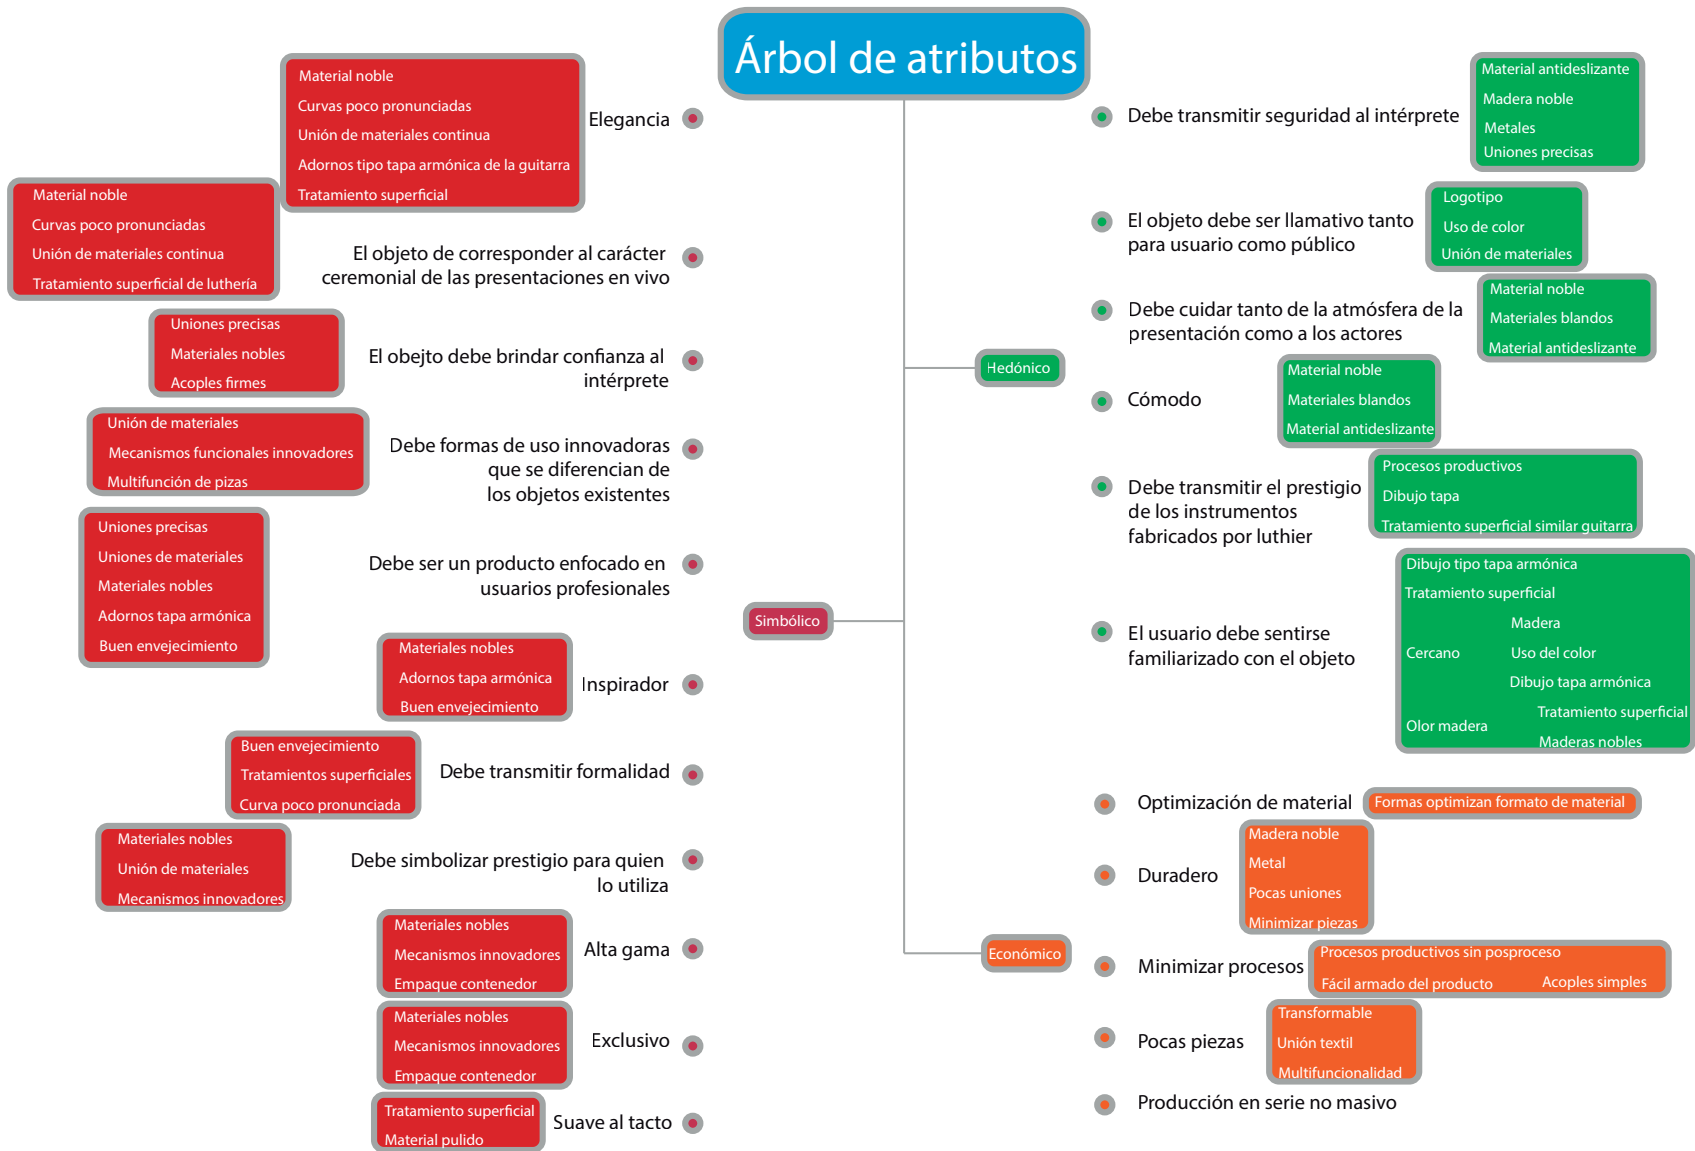 Árbol de atributos
Material noble
Curvas poco pronunciadas
Unión de materiales continua
Adornos tipo tapa armónica de la guitarra
Tratamiento superficial
Elegancia
Material noble
Curvas poco pronunciadas
Unión de materiales continua
Tratamiento superficial de luthería
El objeto de corresponder al carácter
ceremonial de las presentaciones en vivo
Uniones precisas
Materiales nobles
Acoples firmes
El obejto debe brindar confianza al
intérprete
Unión de materiales
Mecanismos funcionales innovadores
Multifunción de pizas
Debe formas de uso innovadoras
que se diferencian de
los objetos existentes
Uniones precisas
Uniones de materiales
Materiales nobles
Adornos tapa armónica
Buen envejecimiento
Debe ser un producto enfocado en
usuarios profesionales
Materiales nobles
Adornos tapa armónica
Buen envejecimiento
Inspirador
Buen envejecimiento
Tratamientos superficiales
Curva poco pronunciada
Debe transmitir formalidad
Materiales nobles
Unión de materiales
Mecanismos innovadores
Debe simbolizar prestigio para quien
lo utiliza
Materiales nobles
Mecanismos innovadores
Empaque contenedor
Alta gama
Materiales nobles
Mecanismos innovadores
Empaque contenedor
Exclusivo
Tratamiento superficial
Material pulido
Suave al tacto
Simbólico
Hedónico
Económico
Debe transmitir seguridad al intérprete
Material antideslizante
Madera noble
Metales
Uniones precisas
El objeto debe ser llamativo tanto
para usuario como público
Logotipo
Uso de color
Unión de materiales
Debe cuidar tanto de la atmósfera de la
presentación como a los actores
Material noble
Materiales blandos
Material antideslizante
Cómodo
Material noble
Materiales blandos
Material antideslizante
Debe transmitir el prestigio
de los instrumentos
fabricados por luthier
Procesos productivos
Dibujo tapa
Tratamiento superficial similar guitarra
El usuario debe sentirse
familiarizado con el objeto
Dibujo tipo tapa armónica
Tratamiento superficial
Madera
Cercano
Uso del color
Dibujo tapa armónica
Tratamiento superficial
Olor madera
Maderas nobles
Optimización de material
Formas optimizan formato de material
Duradero
Madera noble
Metal
Pocas uniones
Minimizar piezas
Minimizar procesos
Procesos productivos sin posproceso
Fácil armado del producto
Acoples simples
Pocas piezas
Transformable
Unión textil
Multifuncionalidad
Producción en serie no masivo